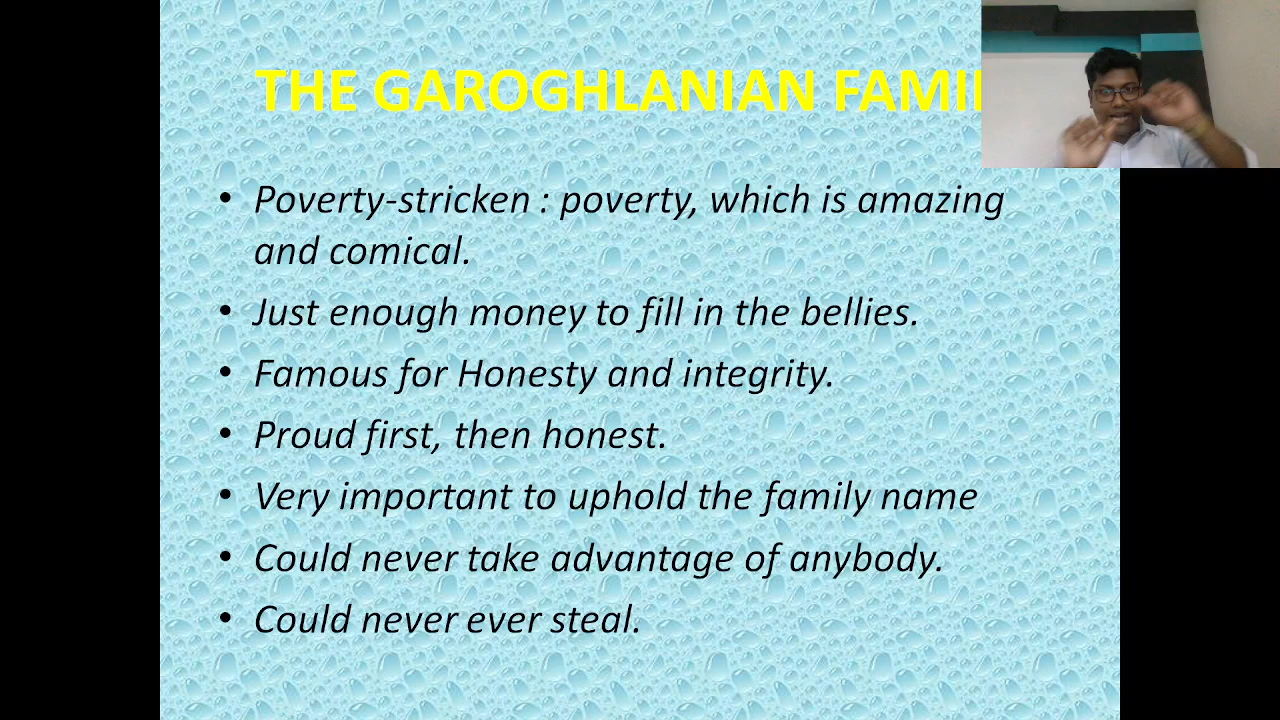 THE GAROGHLANIAN
• Poverty-stricken : poverty, which is amazing
and comical.
• Just enough money to fill in the bellies.
• Famous for Honesty and integrity.
• Proud first, then honest.
• Very important to uphold the family name
• Could never take advantage of anybody.
• Could never ever steal.